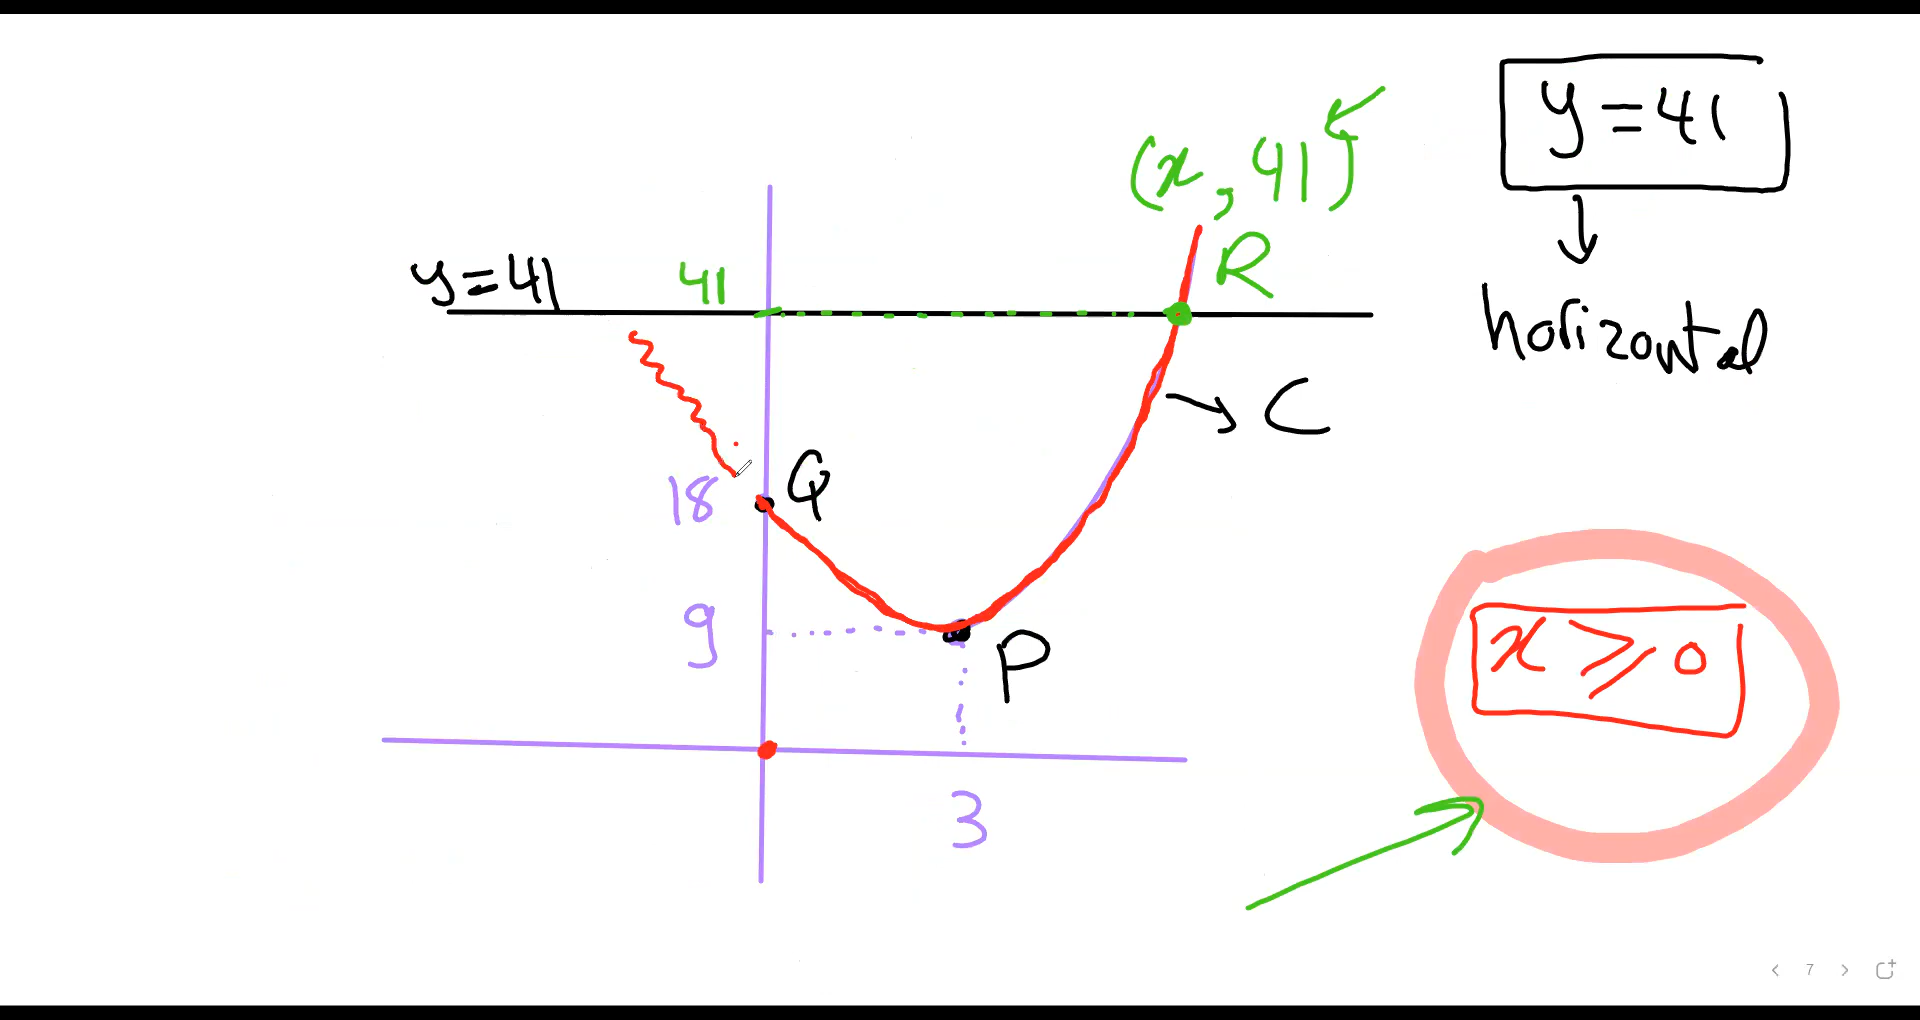 y = 41
(x, 41)
y = 41
41
R
horizontal
C
Q
18
9
P
x ⩾ 0
3
7